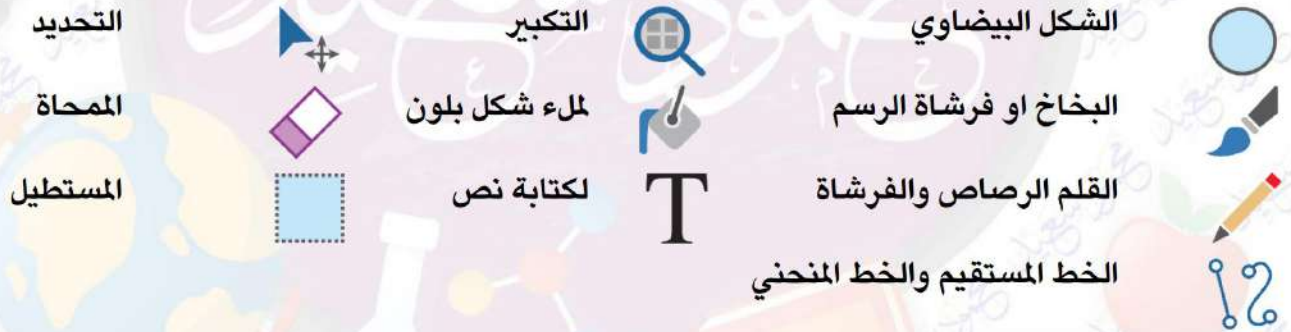 الشكل البيضاوي التكبير التحديد
البخاخ او فرشاة الرسم لملء شكل بلون الممحاة
القلم الرصاص والفرشاة T لكتابة نص المستطيل
الخط المستقيم والخط المنحني